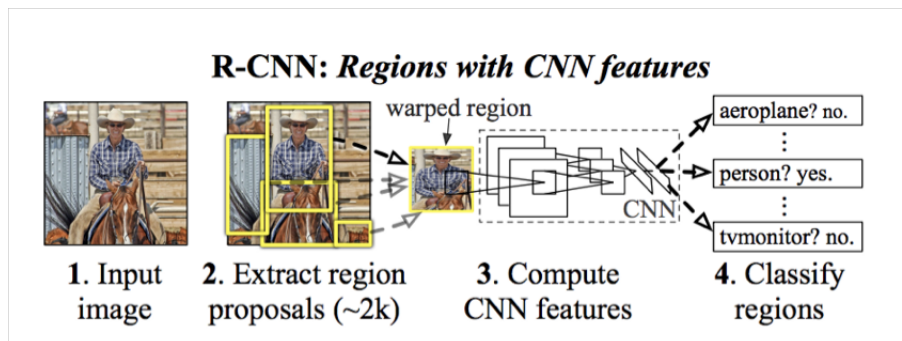 R-CNN: Regions with CNN features
warped region
aeroplane? no.
person? yes.
tvmonitor? no.
CNN
1. Input
image
2. Extract region
proposals (~2k)
3. Compute
CNN features
4. Classify
regions